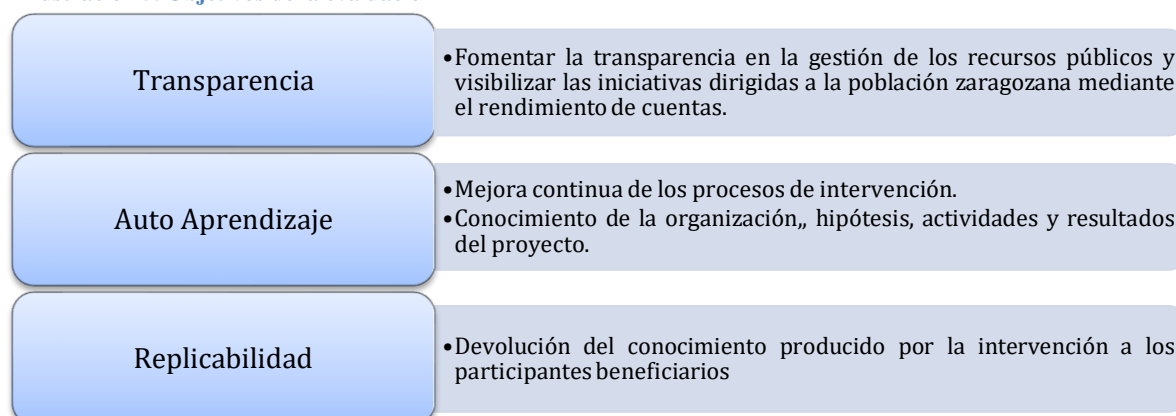 Transparencia
•Fomentar la transparencia en la gestión de los recursos públicos y
visibilizar las iniciativas dirigidas a la población zaragozana mediante
el rendimiento de cuentas.
Auto Aprendizaje
•Mejora continua de los procesos de intervención.
•Conocimiento de la organización,, hipótesis, actividades y resultados
del proyecto.
Replicabilidad
•Devolución del conocimiento producido por la intervención a los
participantes beneficiarios